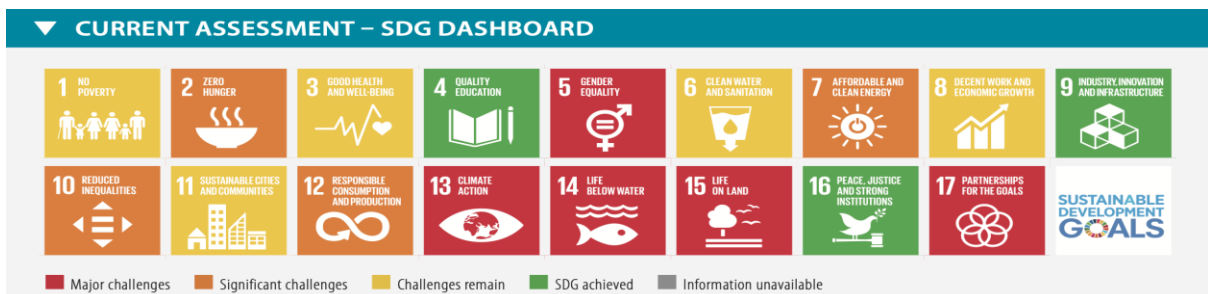 CURRENT ASSESSMENT – SDG DASHBOARD
1 NO
POVERTY
2 ZERO
HUNGER
3 GOOD HEALTH
AND WELL-BEING
4 QUALITY
EDUCATION
5 GENDER
EQUALITY
6 CLEAN WATER
AND SANITATION
7 AFFORDABLE AND
CLEAN ENERGY
8 DECENT WORK AND
ECONOMIC GROWTH
9 INDUSTRY, INNOVATION
AND INFRASTRUCTURE
10 REDUCED
INEQUALITIES
11 SUSTAINABLE CITIES
AND COMMUNITIES
12 RESPONSIBLE
CONSUMPTION
AND PRODUCTION
13 CLIMATE
ACTION
14 LIFE
BELOW WATER
15 LIFE
ON LAND
16 PEACE, JUSTICE
AND STRONG
INSTITUTIONS
17 PARTNERSHIPS
FOR THE GOALS
SUSTAINABLE
DEVELOPMENT
GOALS
Major challenges Significant challenges Challenges remain SDG achieved Information unavailable